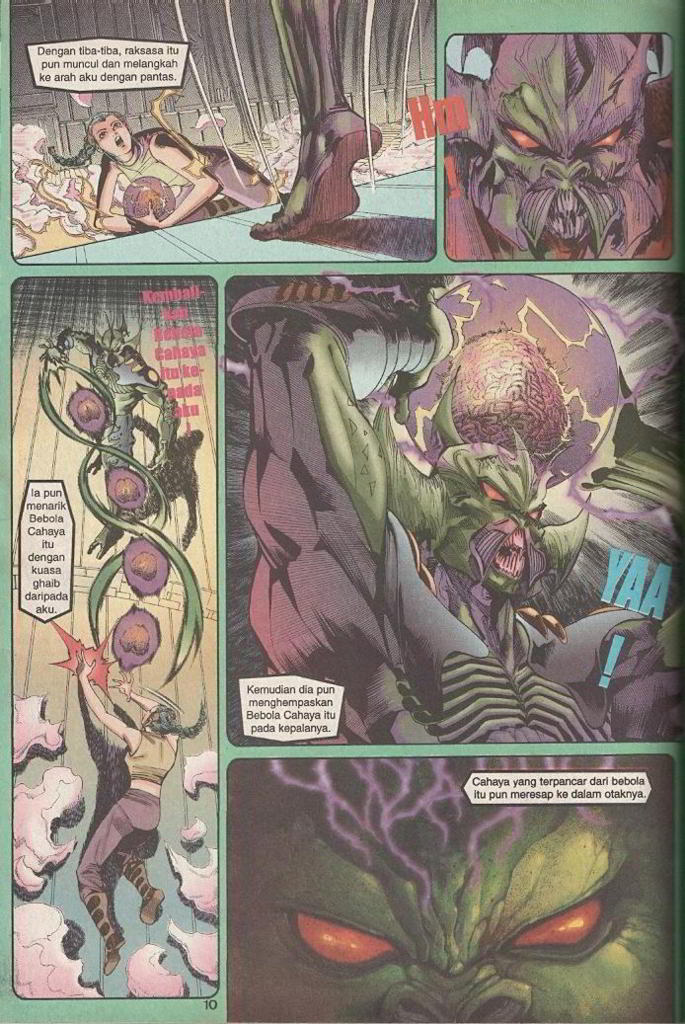 Dengan tiba-tiba, raksasa itu
pun muncul dan melangkah
ke arah aku dengan pantas.
Hm
!
Kembali-
kan
Bebola
Cahaya
itu ke-
pada
aku
!
Ia pun
menarik
Bebola
Cahaya
itu
dengan
kuasa
ghaib
daripada
aku.
YAA
!
Kemudian dia pun
menghempaskan
Bebola Cahaya itu
pada kepalanya.
Cahaya yang terpancar dari bebola
itu pun meresap ke dalam otaknya.
10